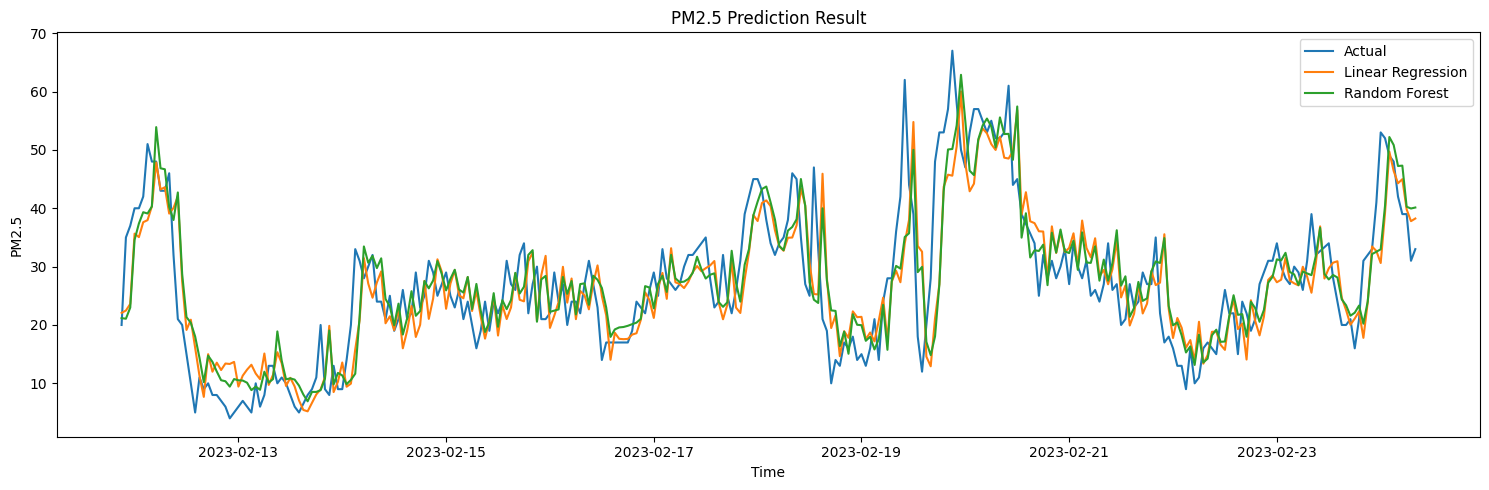 PM2.5 Prediction Result
Actual
Linear Regression
Random Forest
PM2.5
70
60
50
40
30
20
10
2023-02-13
2023-02-15
2023-02-17
2023-02-19
2023-02-21
2023-02-23
Time